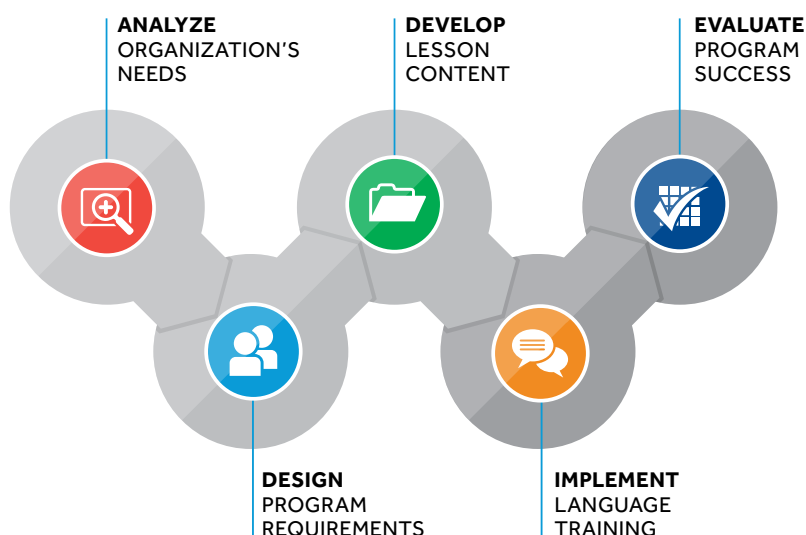 ANALYZE
ORGANIZATION'S
NEEDS
DEVELOP
LESSON
CONTENT
EVALUATE
PROGRAM
SUCCESS
DESIGN
PROGRAM
REQUIREMENTS
IMPLEMENT
LANGUAGE
TRAINING